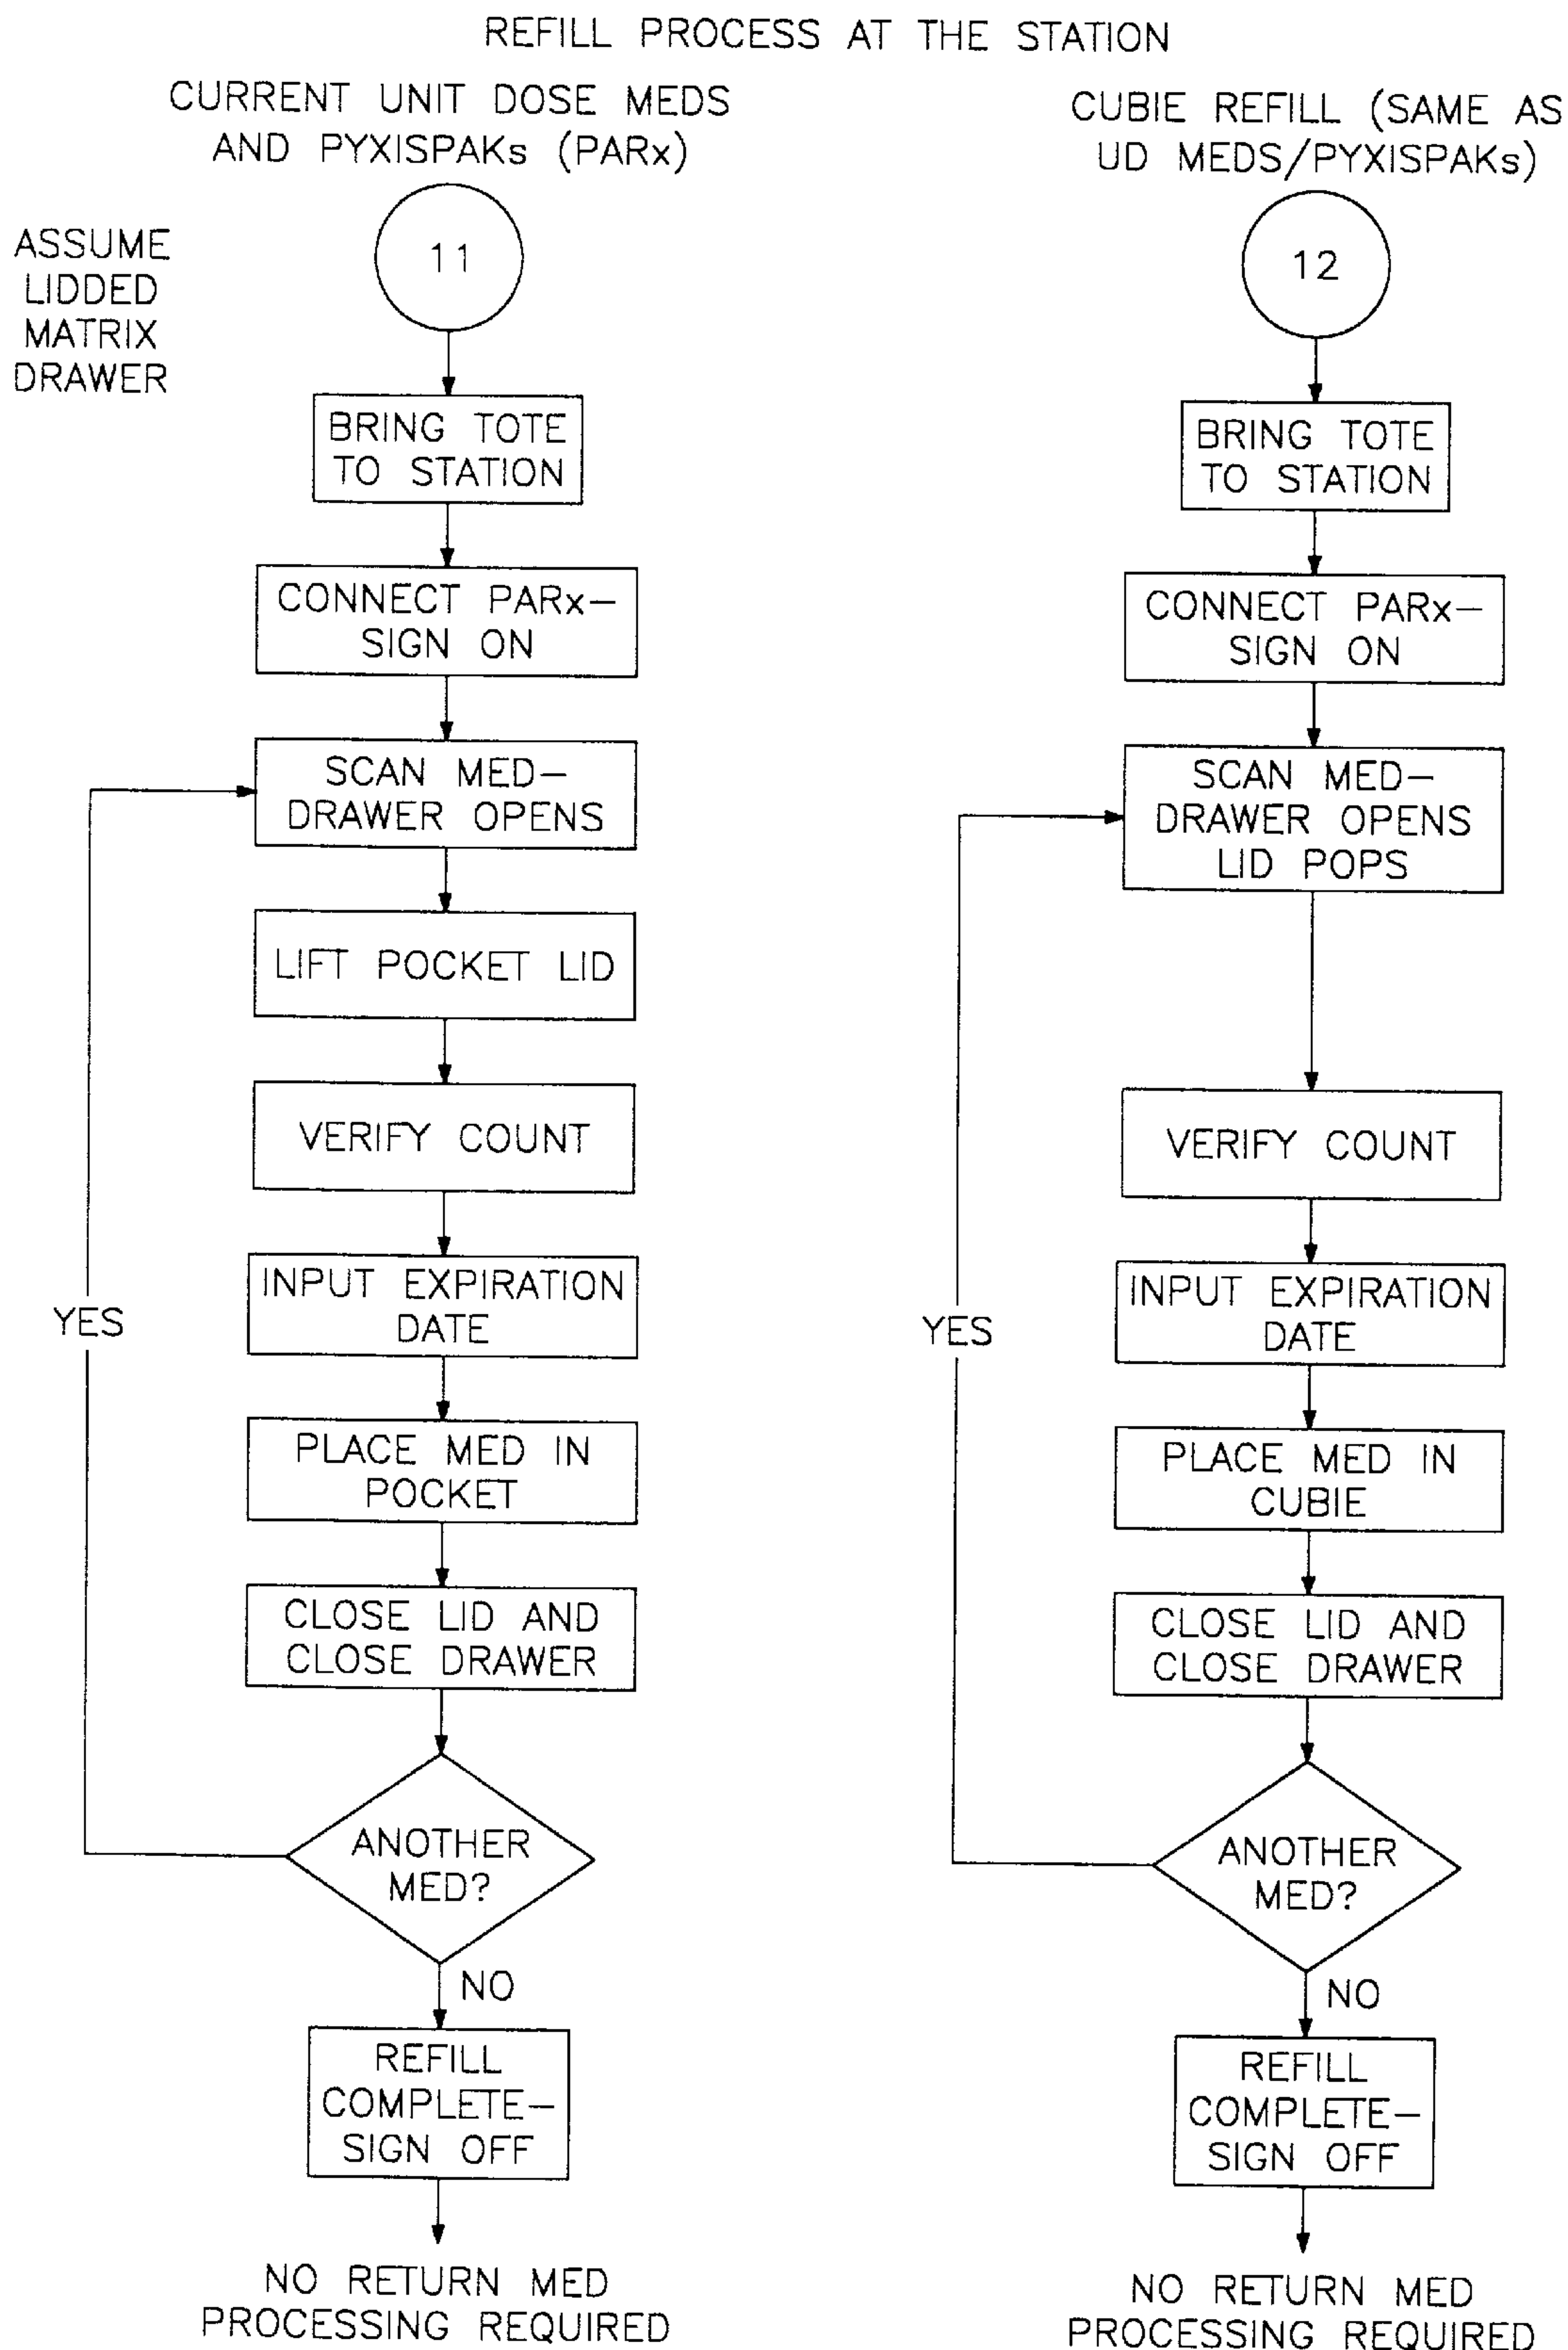 REFILL PROCESS AT THE STATION
CURRENT UNIT DOSE MEDS
AND PYXISPAKs (PARx)
ASSUME
LIDDED
MATRIX
DRAWER
11
BRING TOTE
TO STATION
CONNECT PARx–
SIGN ON
SCAN MED–
DRAWER OPENS
LIFT POCKET LID
VERIFY COUNT
INPUT EXPIRATION
DATE
PLACE MED IN
POCKET
CLOSE LID AND
CLOSE DRAWER
ANOTHER
MED?
YES
NO
REFILL
COMPLETE–
SIGN OFF
NO RETURN MED
PROCESSING REQUIRED
CUBIE REFILL (SAME AS
UD MEDS/PYXISPAKs)
12
BRING TOTE
TO STATION
CONNECT PARx–
SIGN ON
SCAN MED–
DRAWER OPENS
LID POPS
VERIFY COUNT
INPUT EXPIRATION
DATE
PLACE MED IN
CUBIE
CLOSE LID AND
CLOSE DRAWER
ANOTHER
MED?
YES
NO
REFILL
COMPLETE–
SIGN OFF
NO RETURN MED
PROCESSING REQUIRED